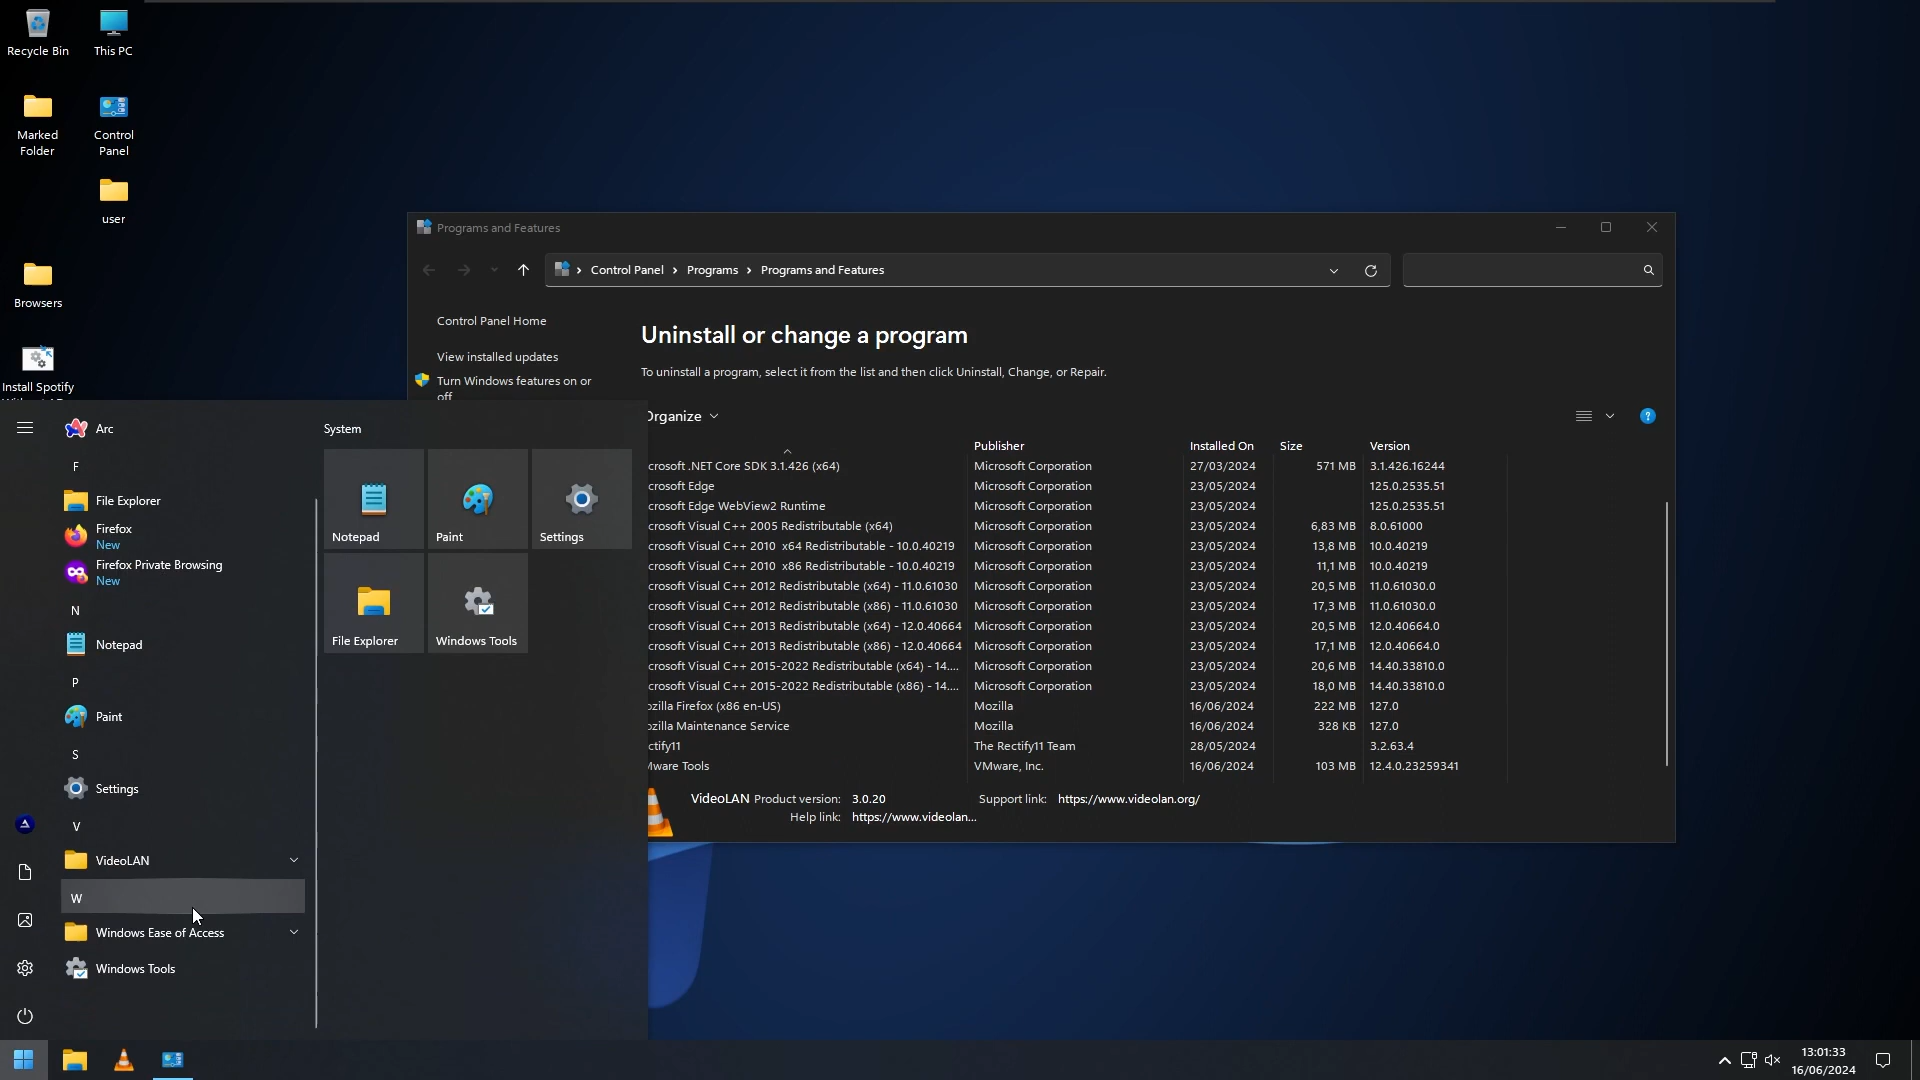 Recycle Bin
This PC
Marked
Folder
Control
Panel
user
Browsers
Install Spotify
Programs and Features
Control Panel
Programs
Programs and Features
Control Panel Home
View installed updates
Turn Windows features on or
off
Uninstall or change a program
To uninstall a program, select it from the list and then click Uninstall, Change, or Repair.
Organize
Publisher Installed On Size Version
crosoft .NET Core SDK 3.1.426 (x64) Microsoft Corporation 27/03/2024 571 MB 3.1.426.16244
crosoft Edge Microsoft Corporation 23/05/2024 125.0.2535.51
crosoft Edge WebView2 Runtime Microsoft Corporation 23/05/2024 125.0.2535.51
crosoft Visual C++ 2005 Redistributable (x64) Microsoft Corporation 23/05/2024 6,83 MB 8.0.61000
crosoft Visual C++ 2010 x64 Redistributable - 10.0.40219 Microsoft Corporation 23/05/2024 13,8 MB 10.0.40219
crosoft Visual C++ 2010 x86 Redistributable - 10.0.40219 Microsoft Corporation 23/05/2024 11,1 MB 10.0.40219
crosoft Visual C++ 2012 Redistributable (x64) - 11.0.61030 Microsoft Corporation 23/05/2024 20,5 MB 11.0.61030.0
crosoft Visual C++ 2012 Redistributable (x86) - 11.0.61030 Microsoft Corporation 23/05/2024 17,3 MB 11.0.61030.0
crosoft Visual C++ 2013 Redistributable (x64) - 12.0.40664 Microsoft Corporation 23/05/2024 20,5 MB 12.0.40664.0
crosoft Visual C++ 2013 Redistributable (x86) - 12.0.40664 Microsoft Corporation 23/05/2024 17,1 MB 12.0.40664.0
crosoft Visual C++ 2015-2022 Redistributable (x64) - 14.... Microsoft Corporation 23/05/2024 20,6 MB 14.40.33810.0
crosoft Visual C++ 2015-2022 Redistributable (x86) - 14.... Microsoft Corporation 23/05/2024 18,0 MB 14.40.33810.0
ozilla Firefox (x86 en-US) Mozilla 16/06/2024 222 MB 127.0
ozilla Maintenance Service Mozilla 16/06/2024 328 KB 127.0
ctify11 The Rectify11 Team 28/05/2024 3.2.63.4
Mware Tools VMware, Inc. 16/06/2024 103 MB 12.4.0.23259341
VideoLAN Product version: 3.0.20 Support link: https://www.videolan.org/
Help link: https://www.videolan...
Arc
F
File Explorer
Firefox
New
Firefox Private Browsing
New
N
Notepad
P
Paint
S
Settings
V
VideoLAN
W
Windows Ease of Access
Windows Tools
System
Notepad
Paint
Settings
File Explorer
Windows Tools
13:01:33
16/06/2024